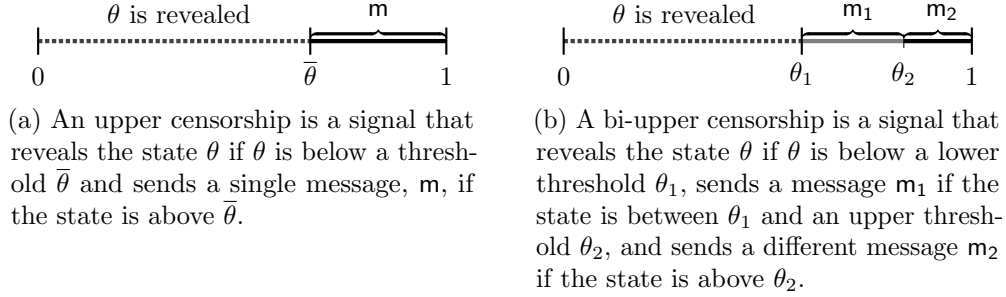 θ is revealed
m
0
θ̅
1
(a) An upper censorship is a signal that
reveals the state θ if θ is below a thresh-
old θ̅ and sends a single message, m, if
the state is above θ̅.
θ is revealed
m₁
m₂
0
θ₁
θ₂
1
(b) A bi-upper censorship is a signal that
reveals the state θ if θ is below a lower
threshold θ₁, sends a message m₁ if the
state is between θ₁ and an upper thresh-
old θ₂, and sends a different message m₂
if the state is above θ₂.